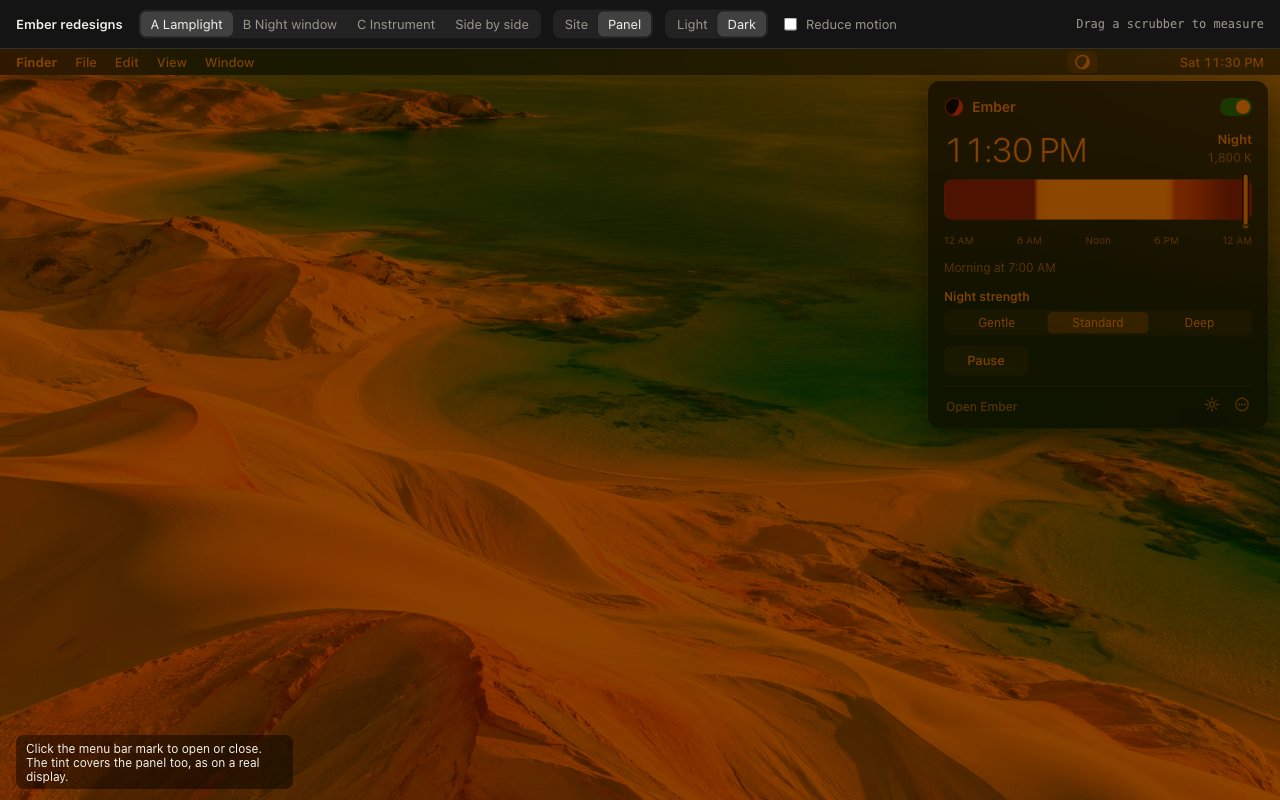 Ember redesigns A Lamplight B Night window C Instrument Side by side Site Panel Light Dark Reduce motion Drag a scrubber to measure
Finder File Edit View Window Sat 11:30 PM
Ember
11:30 PM Night
1,800 K
12 AM 6 AM Noon 6 PM 12 AM
Morning at 7:00 AM
Night strength
Gentle Standard Deep
Pause
Open Ember
Click the menu bar mark to open or close.
The tint covers the panel too, as on a real
display.